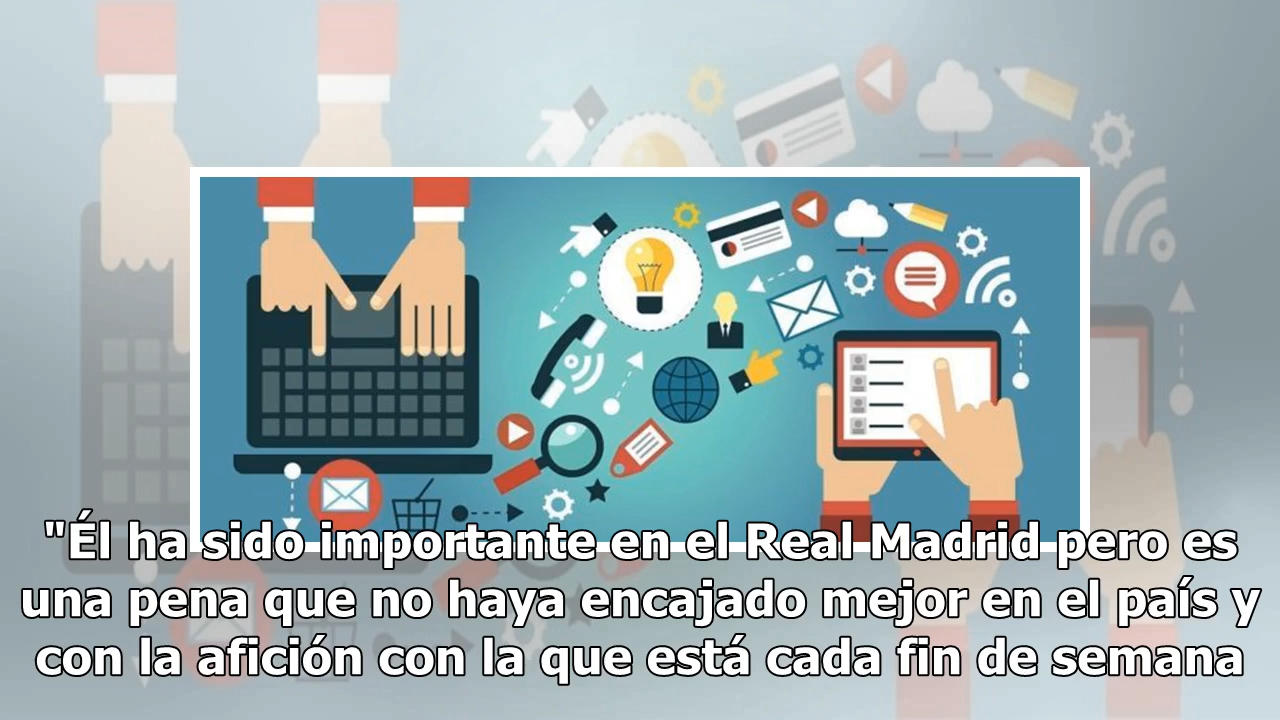 "Él ha sido importante en el Real Madrid pero es
una pena que no haya encajado mejor en el país y
con la afición con la que está cada fin de semana